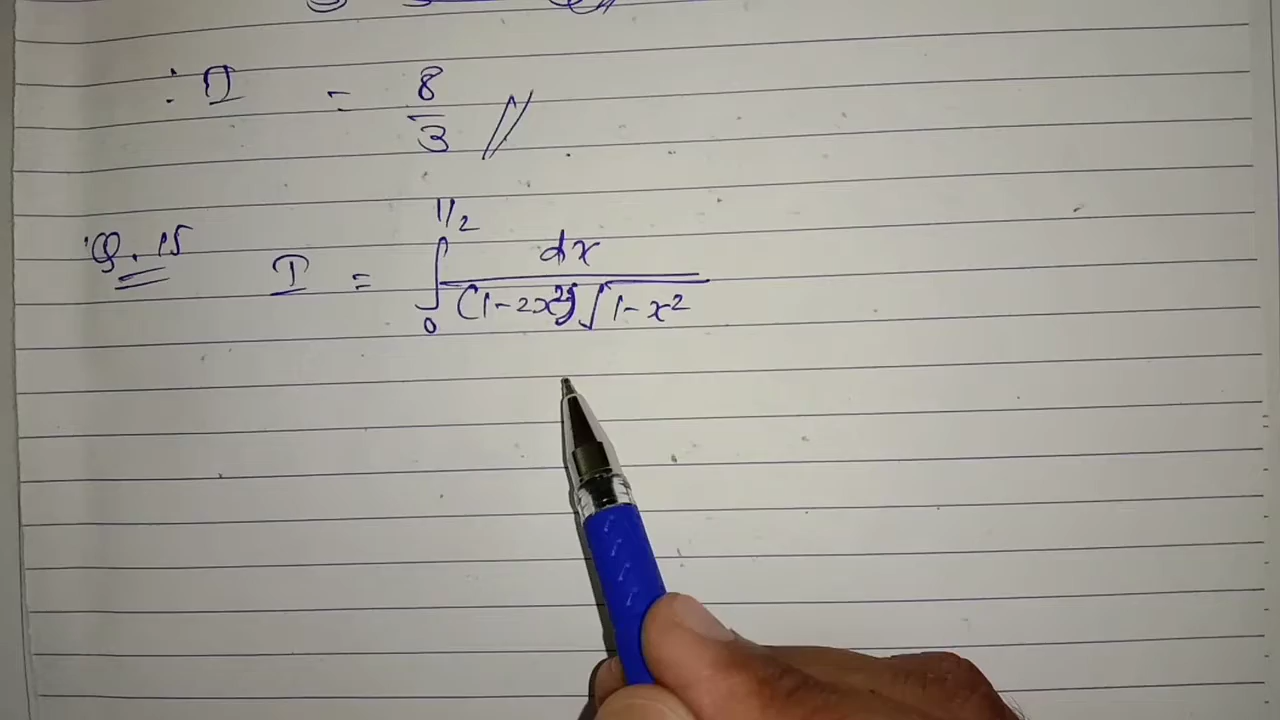 ∴ I = 8/3 //
Q. 15 I = ∫₀^{1/2} dx / (1-2x²) √1-x²